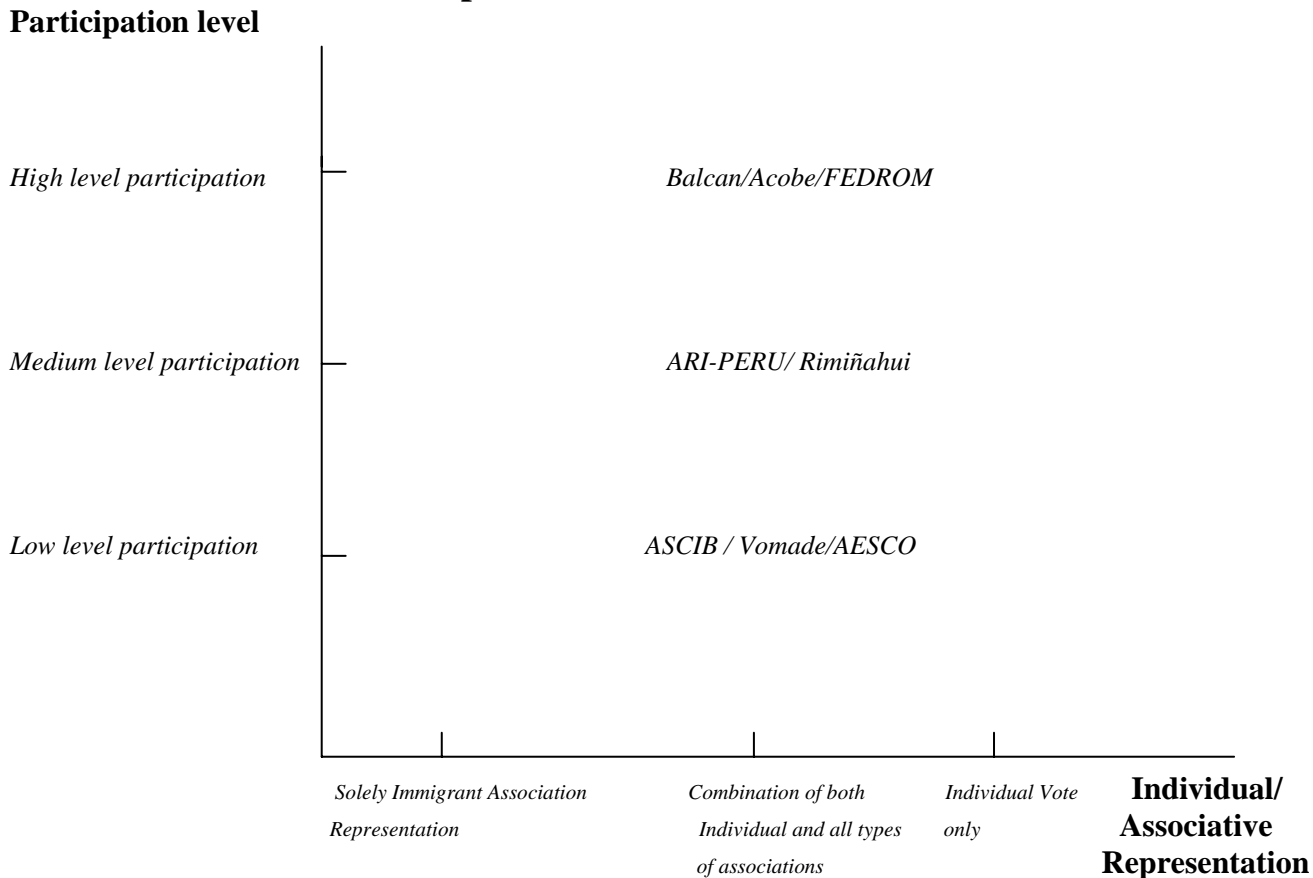 Participation level
High level participation
Balcan/Acobe/FEDROM
Medium level participation
ARI-PERU/ Rimiñahui
Low level participation
ASCIB / Vomade/AESCO
Solely Immigrant Association
Representation
Combination of both
Individual and all types
of associations
Individual Vote
only
Individual/
Associative
Representation